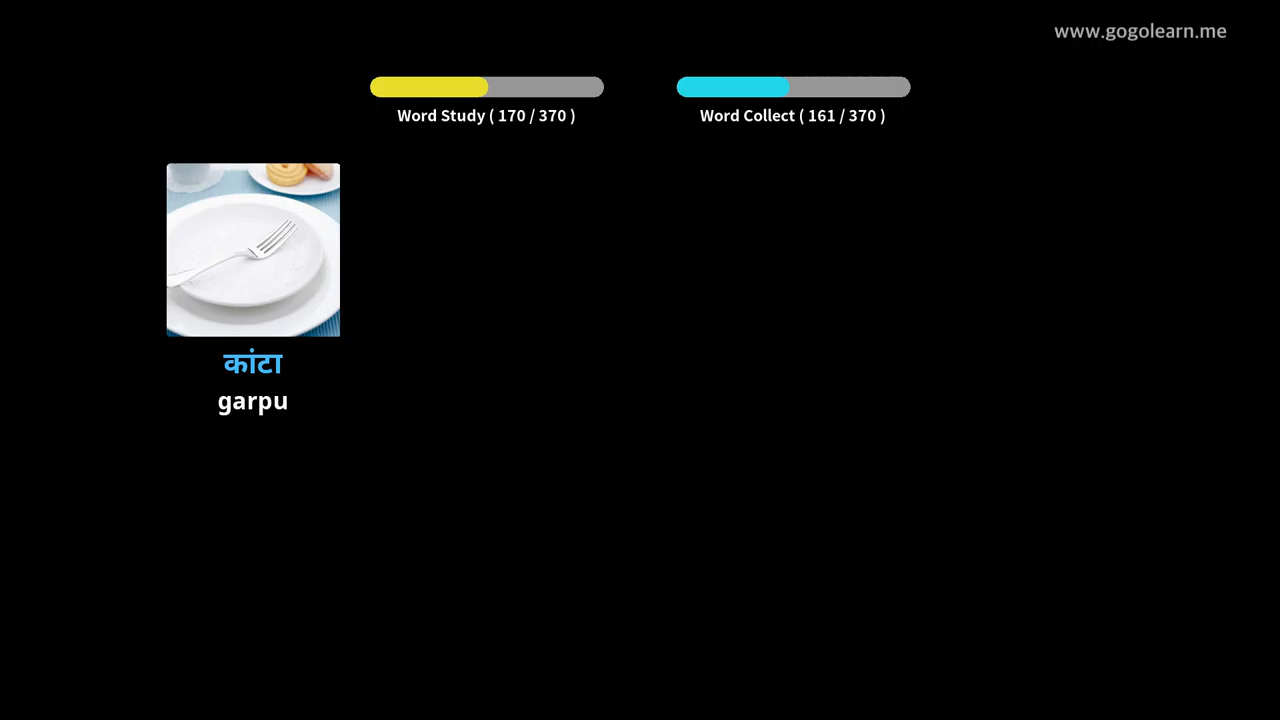 www.gogolearn.me
Word Study ( 170 / 370 )
Word Collect ( 161 / 370 )
कांटा
garpu